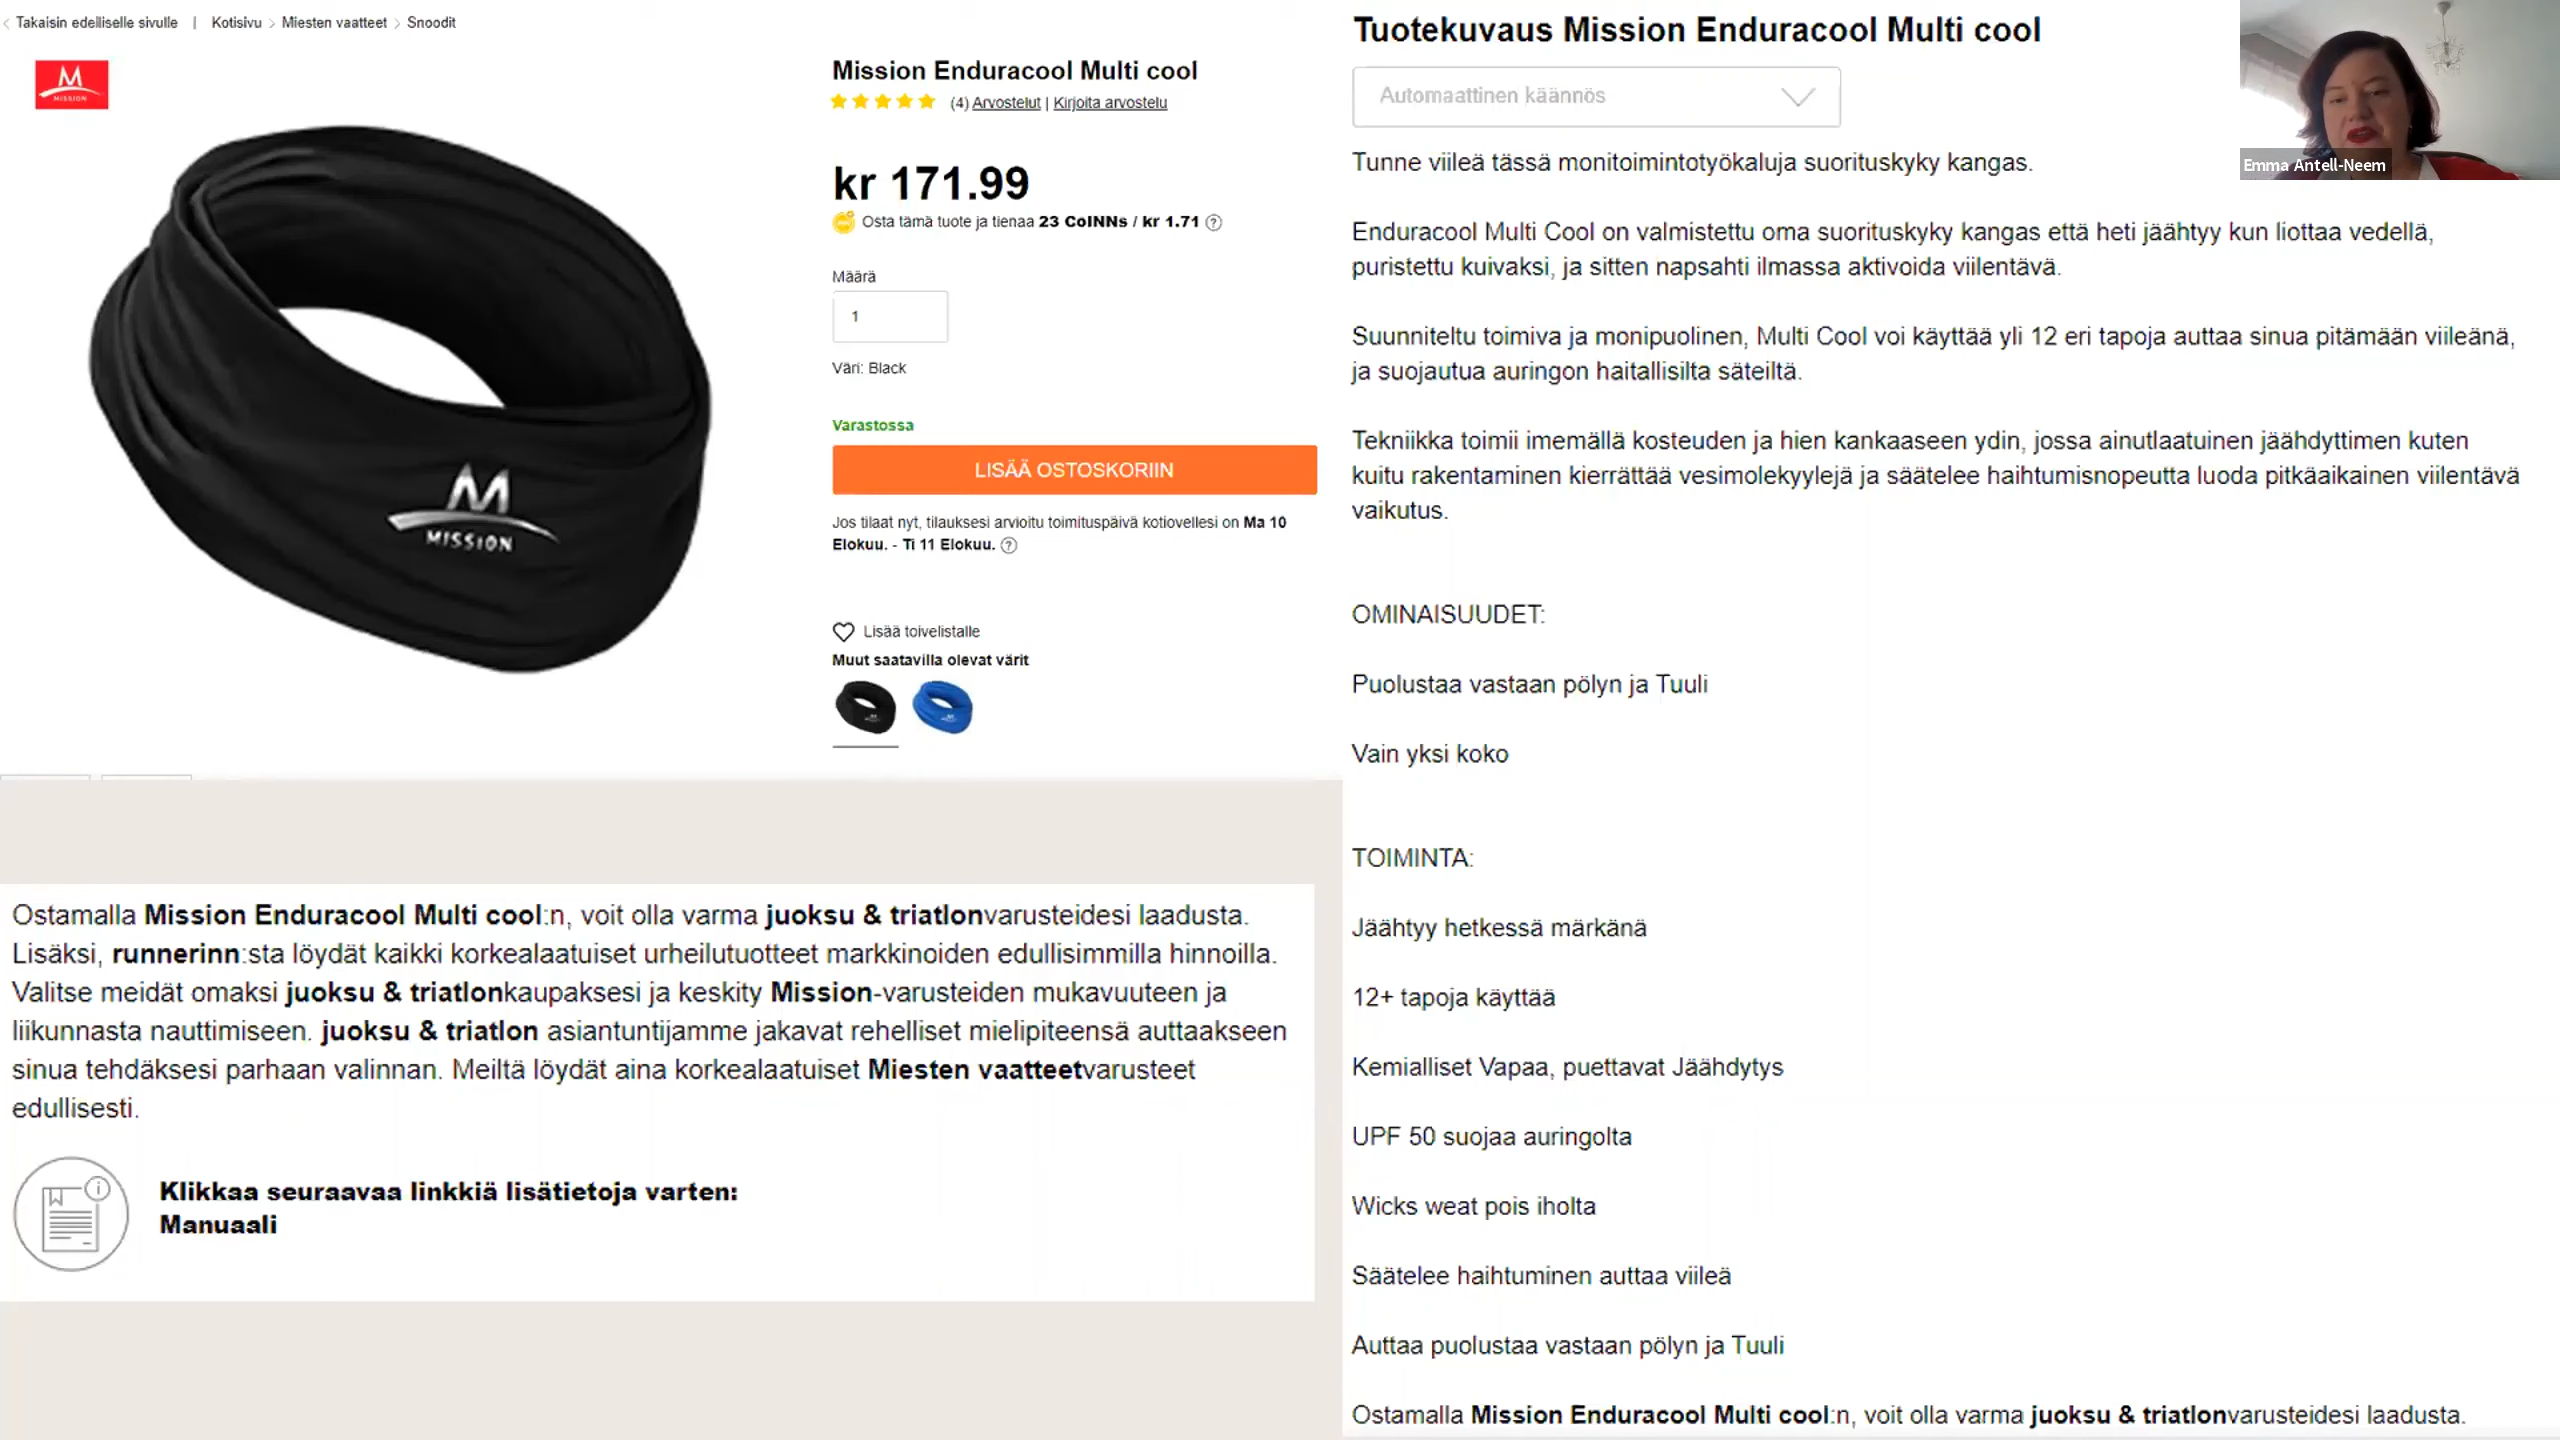 Takaisin edelliselle sivulle | Kotisivu > Miesten vaatteet > Snoodit
M
MISSION
M
MISSION
Mission Enduracool Multi cool
(4) Arvostelut | Kirjoita arvostelu
kr 171.99
Osta tämä tuote ja tienaa 23 CoINNs / kr 1.71 ?
Määrä
1
Väri: Black
Varastossa
LISÄÄ OSTOSKORIIN
Jos tilaat nyt, tilauksesi arvioitu toimituspäivä kotiovellesi on Ma 10
Elokuu. - Ti 11 Elokuu. ?
Lisää toivelistalle
Muut saatavilla olevat värit
Ostamalla Mission Enduracool Multi cool:n, voit olla varma juoksu & triatlonvarusteidesi laadusta.
Lisäksi, runnerinn:sta löydät kaikki korkealaatuiset urheilutuotteet markkinoiden edullisimmilla hinnoilla.
Valitse meidät omaksi juoksu & triatlonkaupaksesi ja keskity Mission-varusteiden mukavuuteen ja
liikunnasta nauttimiseen. juoksu & triatlon asiantuntijamme jakavat rehelliset mielipiteensä auttaakseen
sinua tehdäksesi parhaan valinnan. Meiltä löydät aina korkealaatuiset Miesten vaatteetvarusteet
edullisesti.
Klikkaa seuraavaa linkkiä lisätietoja varten:
Manuaali
Tuotekuvaus Mission Enduracool Multi cool
Automaattinen käännös
Tunne viileä tässä monitoimintotyökaluja suorituskyky kangas.
Enduracool Multi Cool on valmistettu oma suorituskyky kangas että heti jäähtyy kun liottaa vedellä,
puristettu kuivaksi, ja sitten napsahti ilmassa aktivoida viilentävä.
Suunniteltu toimiva ja monipuolinen, Multi Cool voi käyttää yli 12 eri tapoja auttaa sinua pitämään viileänä,
ja suojautua auringon haitallisilta säteiltä.
Tekniikka toimii imemällä kosteuden ja hien kankaaseen ydin, jossa ainutlaatuinen jäähdyttimen kuten
kuitu rakentaminen kierrättää vesimolekyylejä ja säätelee haihtumisnopeutta luoda pitkäaikainen viilentävä
vaikutus.
OMINAISUUDET:
Puolustaa vastaan pölyn ja Tuuli
Vain yksi koko
TOIMINTA:
Jäähtyy hetkessä märkänä
12+ tapoja käyttää
Kemialliset Vapaa, puettavat Jäähdytys
UPF 50 suojaa auringolta
Wicks weat pois iholta
Säätelee haihtuminen auttaa viileä
Auttaa puolustaa vastaan pölyn ja Tuuli
Ostamalla Mission Enduracool Multi cool:n, voit olla varma juoksu & triatlonvarusteidesi laadusta.
Emma Antell-Neem